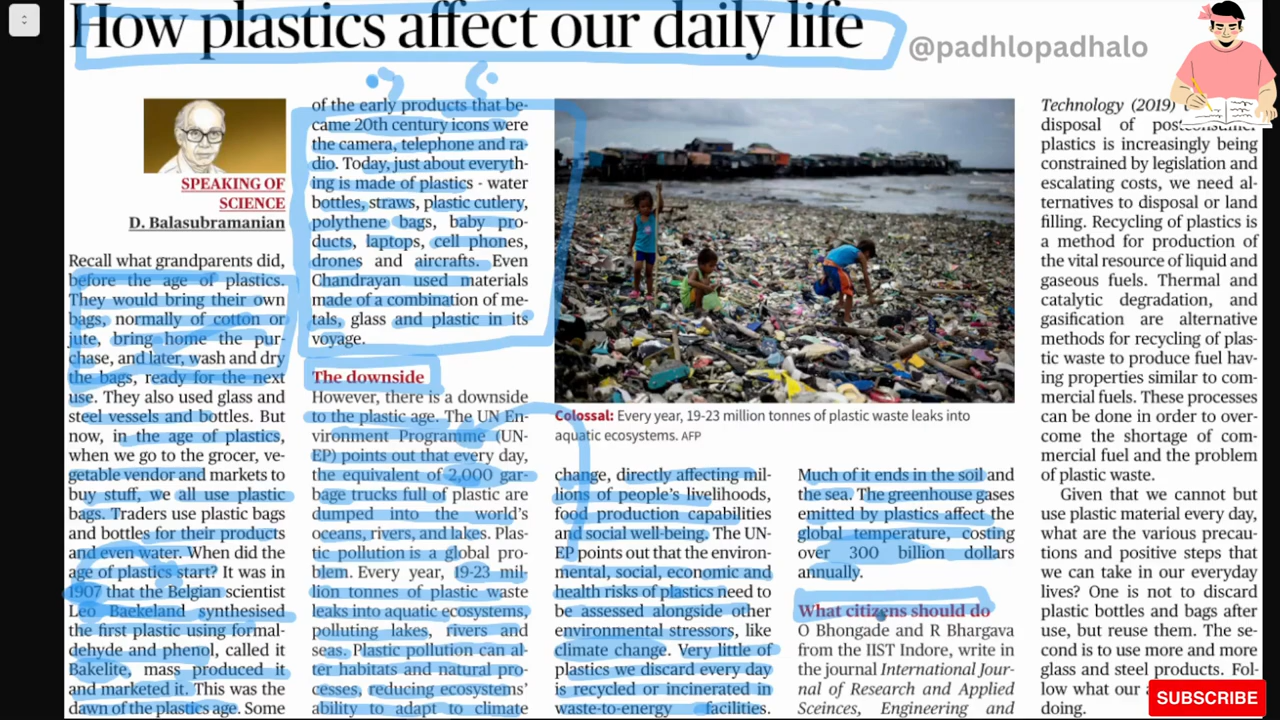 How plastics affect our daily life
@padhlopadhalo
SPEAKING OF
SCIENCE
D. Balasubramanian
Recall what grandparents did,
before the age of plastics.
They would bring their own
bags, normally of cotton or
jute, bring home the pur-
chase, and later, wash and dry
the bags, ready for the next
use. They also used glass and
steel vessels and bottles. But
now, in the age of plastics,
when we go to the grocer, ve-
getable vendor and markets to
buy stuff, we all use plastic
bags. Traders use plastic bags
and bottles for their products
and even water. When did the
age of plastics start? It was in
1907 that the Belgian scientist
Leo Baekeland synthesised
the first plastic using formal-
dehyde and phenol, called it
Bakelite, mass produced it
and marketed it. This was the
dawn of the plastics age. Some
of the early products that be-
came 20th century icons were
the camera, telephone and ra-
dio. Today, just about everyth-
ing is made of plastics - water
bottles, straws, plastic cutlery,
polythene bags, baby pro-
ducts, laptops, cell phones,
drones and aircrafts. Even
Chandrayan used materials
made of a combination of me-
tals, glass and plastic in its
voyage.
The downside
However, there is a downside
to the plastic age. The UN En-
vironment Programme (UN-
EP) points out that every day,
the equivalent of 2,000 gar-
bage trucks full of plastic are
dumped into the world's
oceans, rivers, and lakes. Plas-
tic pollution is a global pro-
blem. Every year, 19-23 mil-
lion tonnes of plastic waste
leaks into aquatic ecosystems,
polluting lakes, rivers and
seas. Plastic pollution can al-
ter habitats and natural pro-
cesses, reducing ecosystems'
ability to adapt to climate
Colossal: Every year, 19-23 million tonnes of plastic waste leaks into
aquatic ecosystems. AFP
change, directly affecting mil-
lions of people's livelihoods,
food production capabilities
and social well-being. The UN-
EP points out that the environ-
mental, social, economic and
health risks of plastics need to
be assessed alongside other
environmental stressors, like
climate change. Very little of
plastics we discard every day
is recycled or incinerated in
waste-to-energy facilities.
Much of it ends in the soil and
the sea. The greenhouse gases
emitted by plastics affect the
global temperature, costing
over 300 billion dollars
annually.
What citizens should do
O Bhongade and R Bhargava
from the IIST Indore, write in
the journal International Jour-
nal of Research and Applied
Sceinces, Engineering and
Technology (2019)
disposal of postconsumer
plastics is increasingly being
constrained by legislation and
escalating costs, we need al-
ternatives to disposal or land
filling. Recycling of plastics is
a method for production of
the vital resource of liquid and
gaseous fuels. Thermal and
catalytic degradation, and
gasification are alternative
methods for recycling of plas-
tic waste to produce fuel hav-
ing properties similar to com-
mercial fuels. These processes
can be done in order to over-
come the shortage of com-
mercial fuel and the problem
of plastic waste.
Given that we cannot but
use plastic material every day,
what are the various precau-
tions and positive steps that
we can take in our everyday
lives? One is not to discard
plastic bottles and bags after
use, but reuse them. The se-
cond is to use more and more
glass and steel products. Fol-
low what our
doing.
SUBSCRIBE